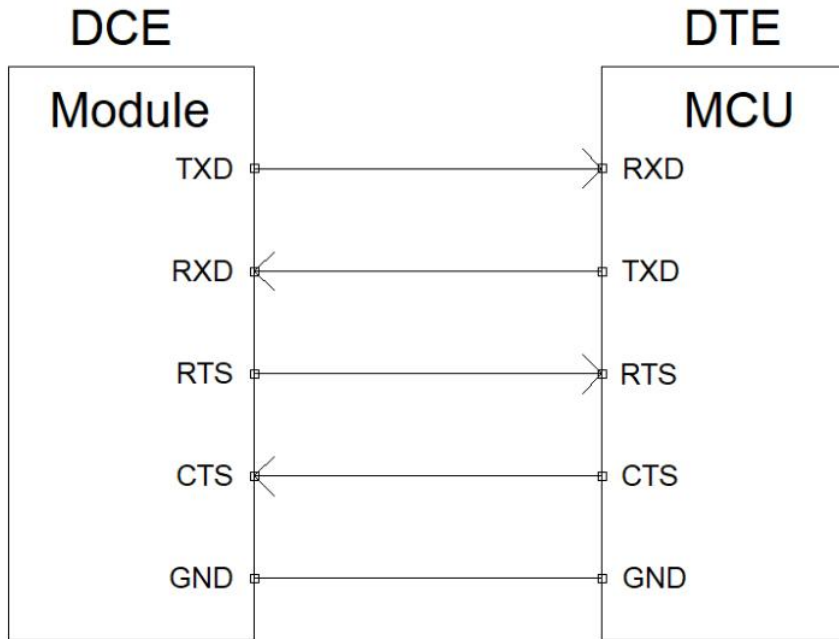 DCE
DTE
Module
MCU
TXD
RXD
RXD
TXD
RTS
RTS
CTS
CTS
GND
GND